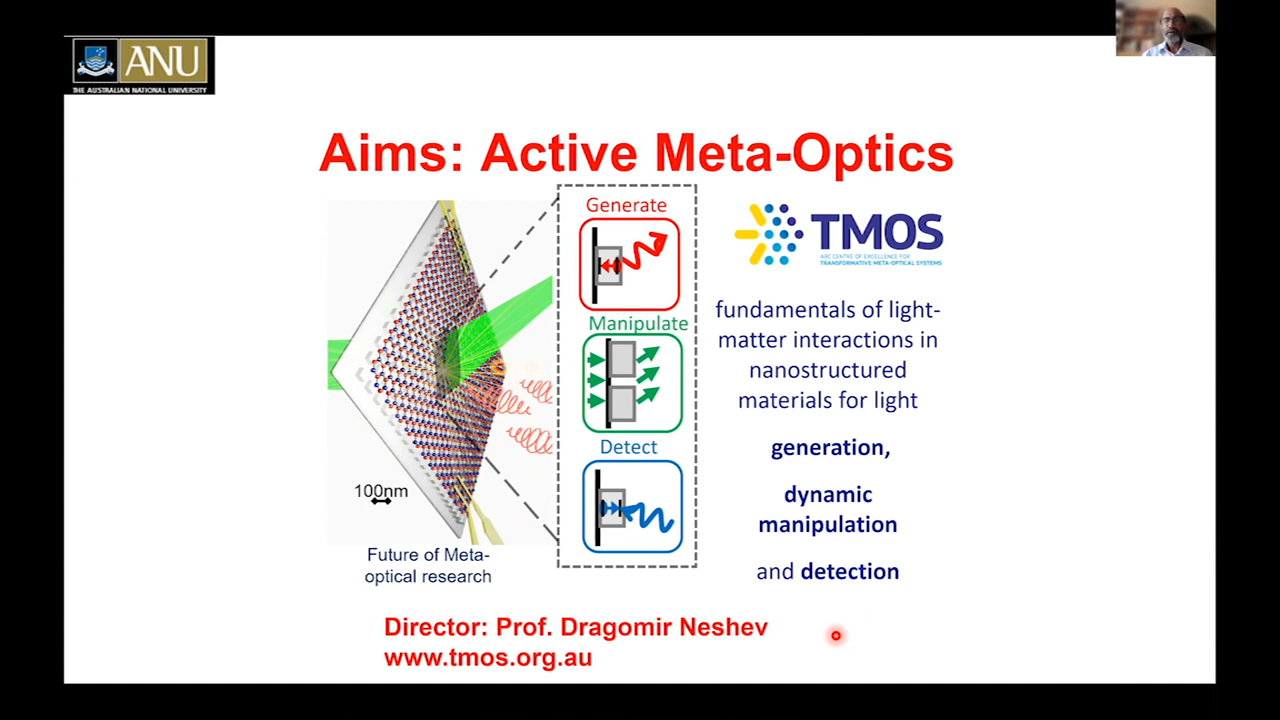 ANU
THE AUSTRALIAN NATIONAL UNIVERSITY
Aims: Active Meta-Optics
Generate
Manipulate
Detect
100nm
Future of Meta-
optical research
TMOS
ARC CENTRE OF EXCELLENCE FOR
TRANSFORMATIVE META-OPTICAL SYSTEMS
fundamentals of light-
matter interactions in
nanostructured
materials for light
generation,
dynamic
manipulation
and detection
Director: Prof. Dragomir Neshev
www.tmos.org.au